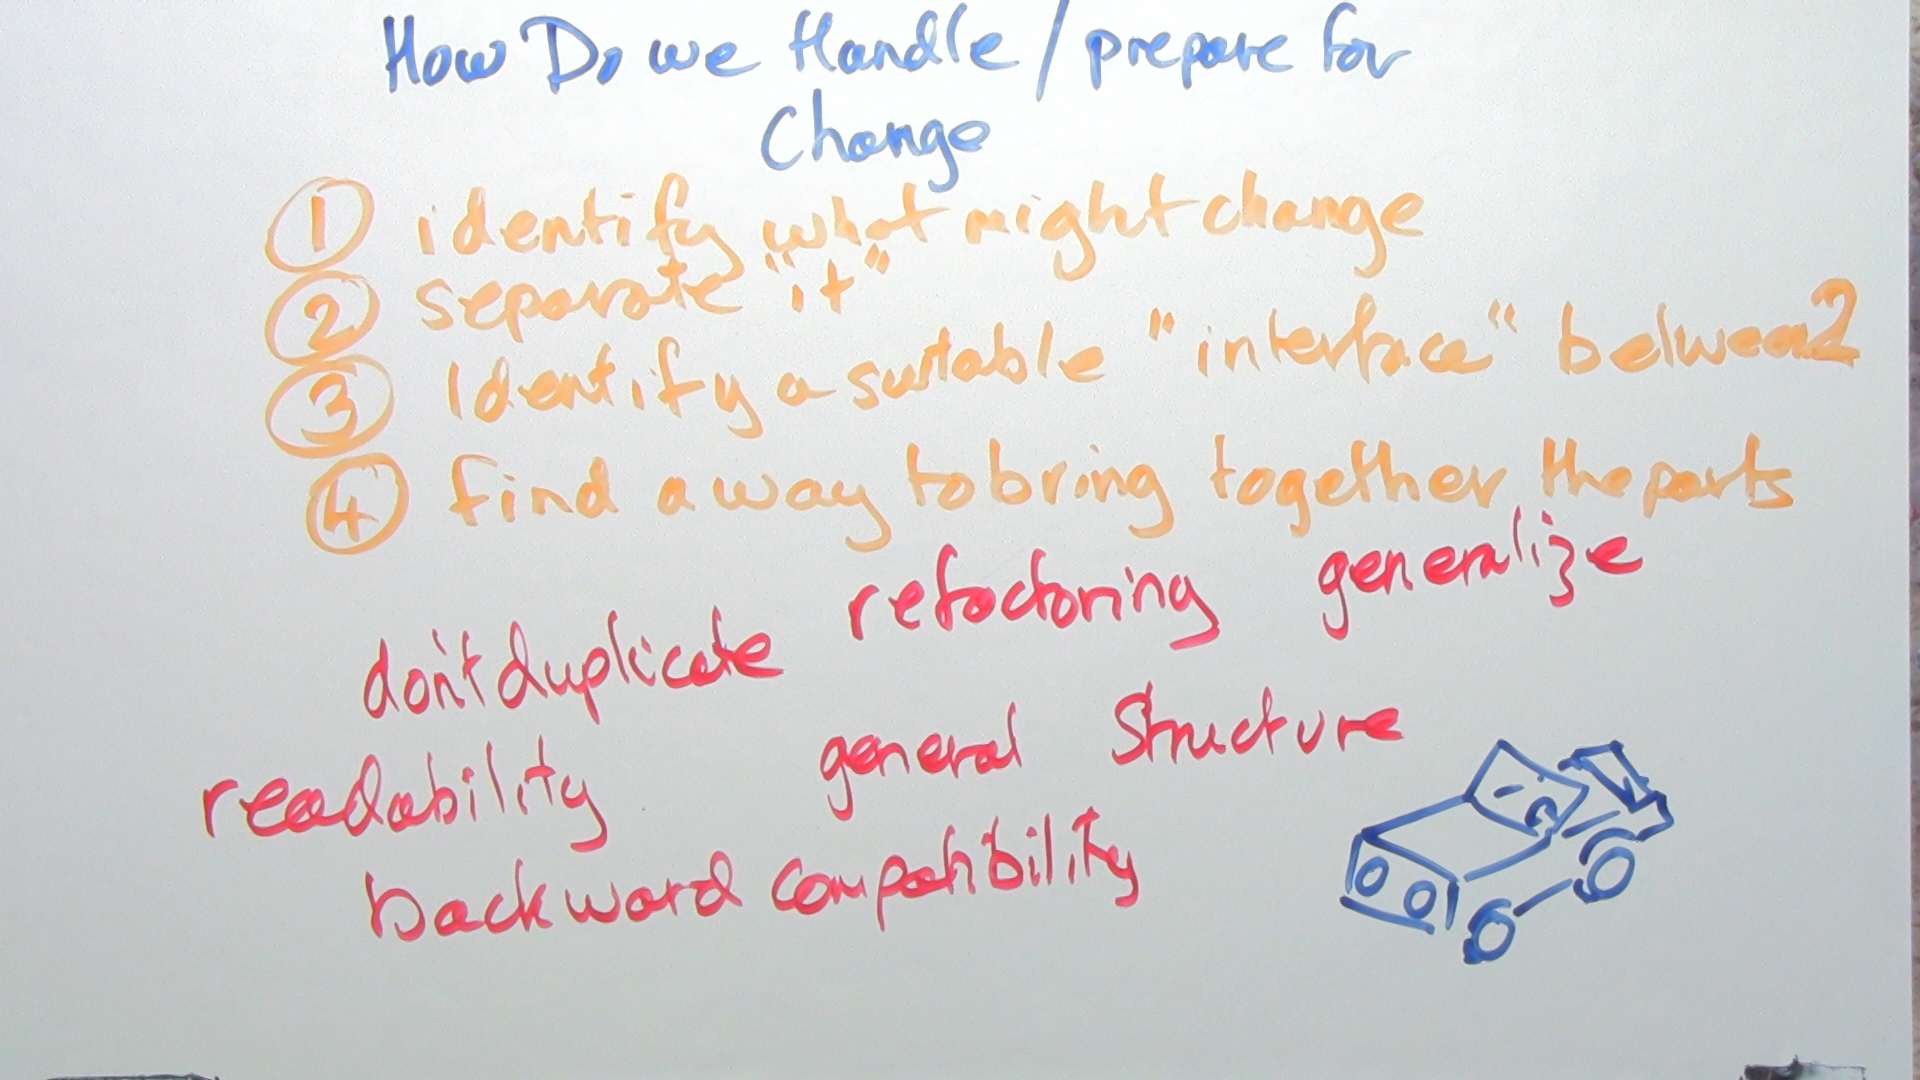 How Do we Handle / prepare for
Change
① identify what might change
② separate "it"
③ Identify a suitable "interface" between 2
④ find a way to bring together the parts
refactoring generalize
don't duplicate
general structure
readability
backward compatibility